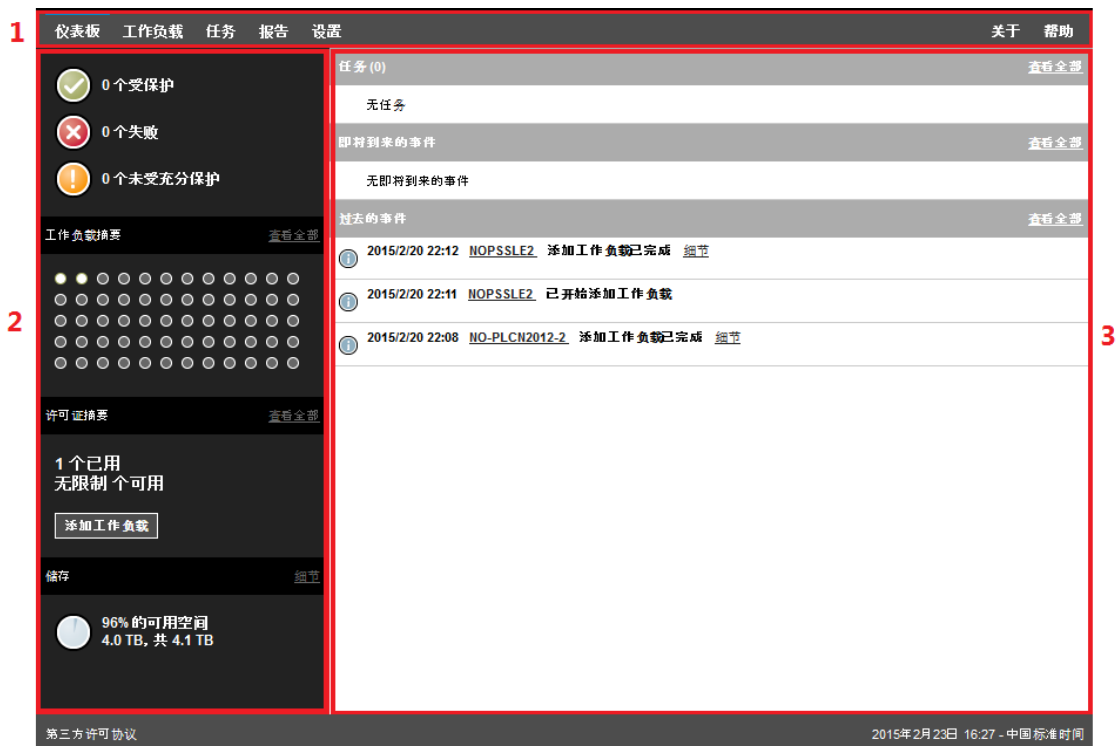 1
仪表板 工作负载 任务 报告 设置 关于 帮助
2
0 个受保护
0 个失败
0 个未受充分保护
工作负载摘要 查看全部
许可证摘要 查看全部
1 个已用
无限制 个可用
添加工作负载
储存 细节
96% 的可用空间
4.0 TB, 共 4.1 TB
3
任务(0) 查看全部
无任务
即将到来的事件 查看全部
无即将到来的事件
过去的事件 查看全部
2015/2/20 22:12 NOPSSLE2 添加工作负载已完成 细节
2015/2/20 22:11 NOPSSLE2 已开始添加工作负载
2015/2/20 22:08 NO-PLCN2012-2 添加工作负载已完成 细节
第三方许可协议 2015年2月23日 16:27 - 中国标准时间